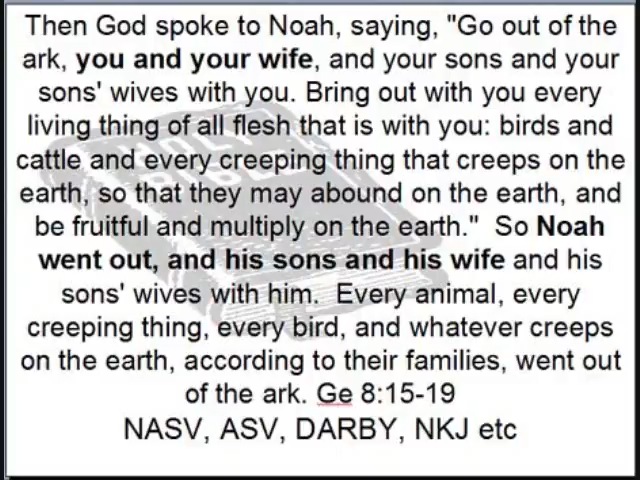 Then God spoke to Noah, saying, "Go out of the
ark, you and your wife, and your sons and your
sons' wives with you. Bring out with you every
living thing of all flesh that is with you: birds and
cattle and every creeping thing that creeps on the
earth, so that they may abound on the earth, and
be fruitful and multiply on the earth." So Noah
went out, and his sons and his wife and his
sons' wives with him. Every animal, every
creeping thing, every bird, and whatever creeps
on the earth, according to their families, went out
of the ark. Ge 8:15-19
NASV, ASV, DARBY, NKJ etc
HOLY
BIBLE